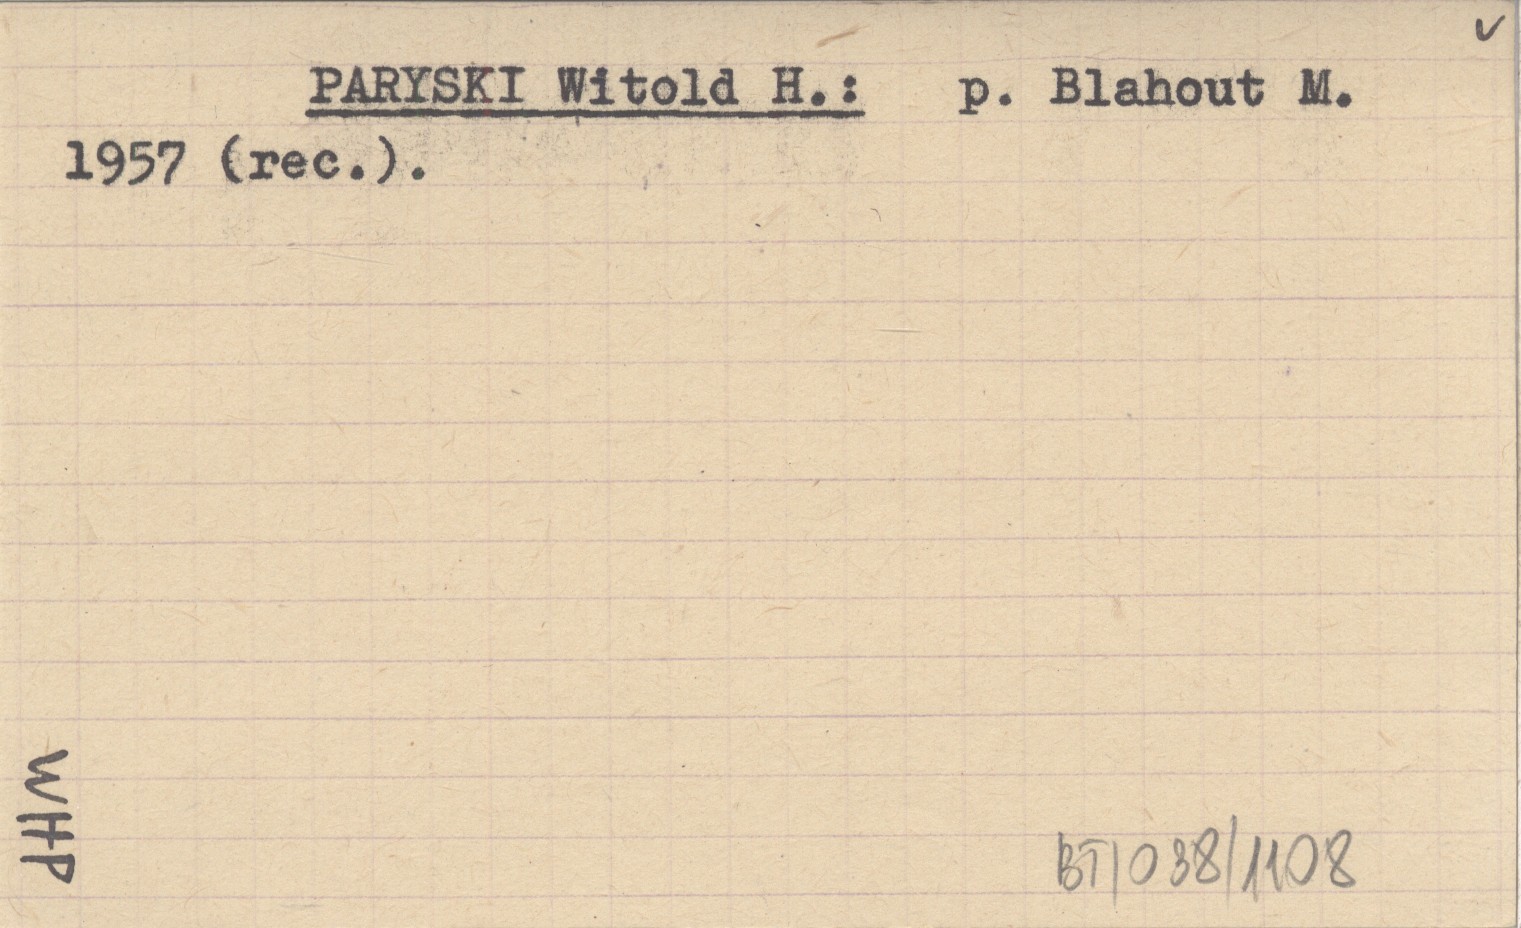 ✓
PARYSKI Witold H.: p. Blahout M.
1957 (rec.).
WHP
BT/038/1108